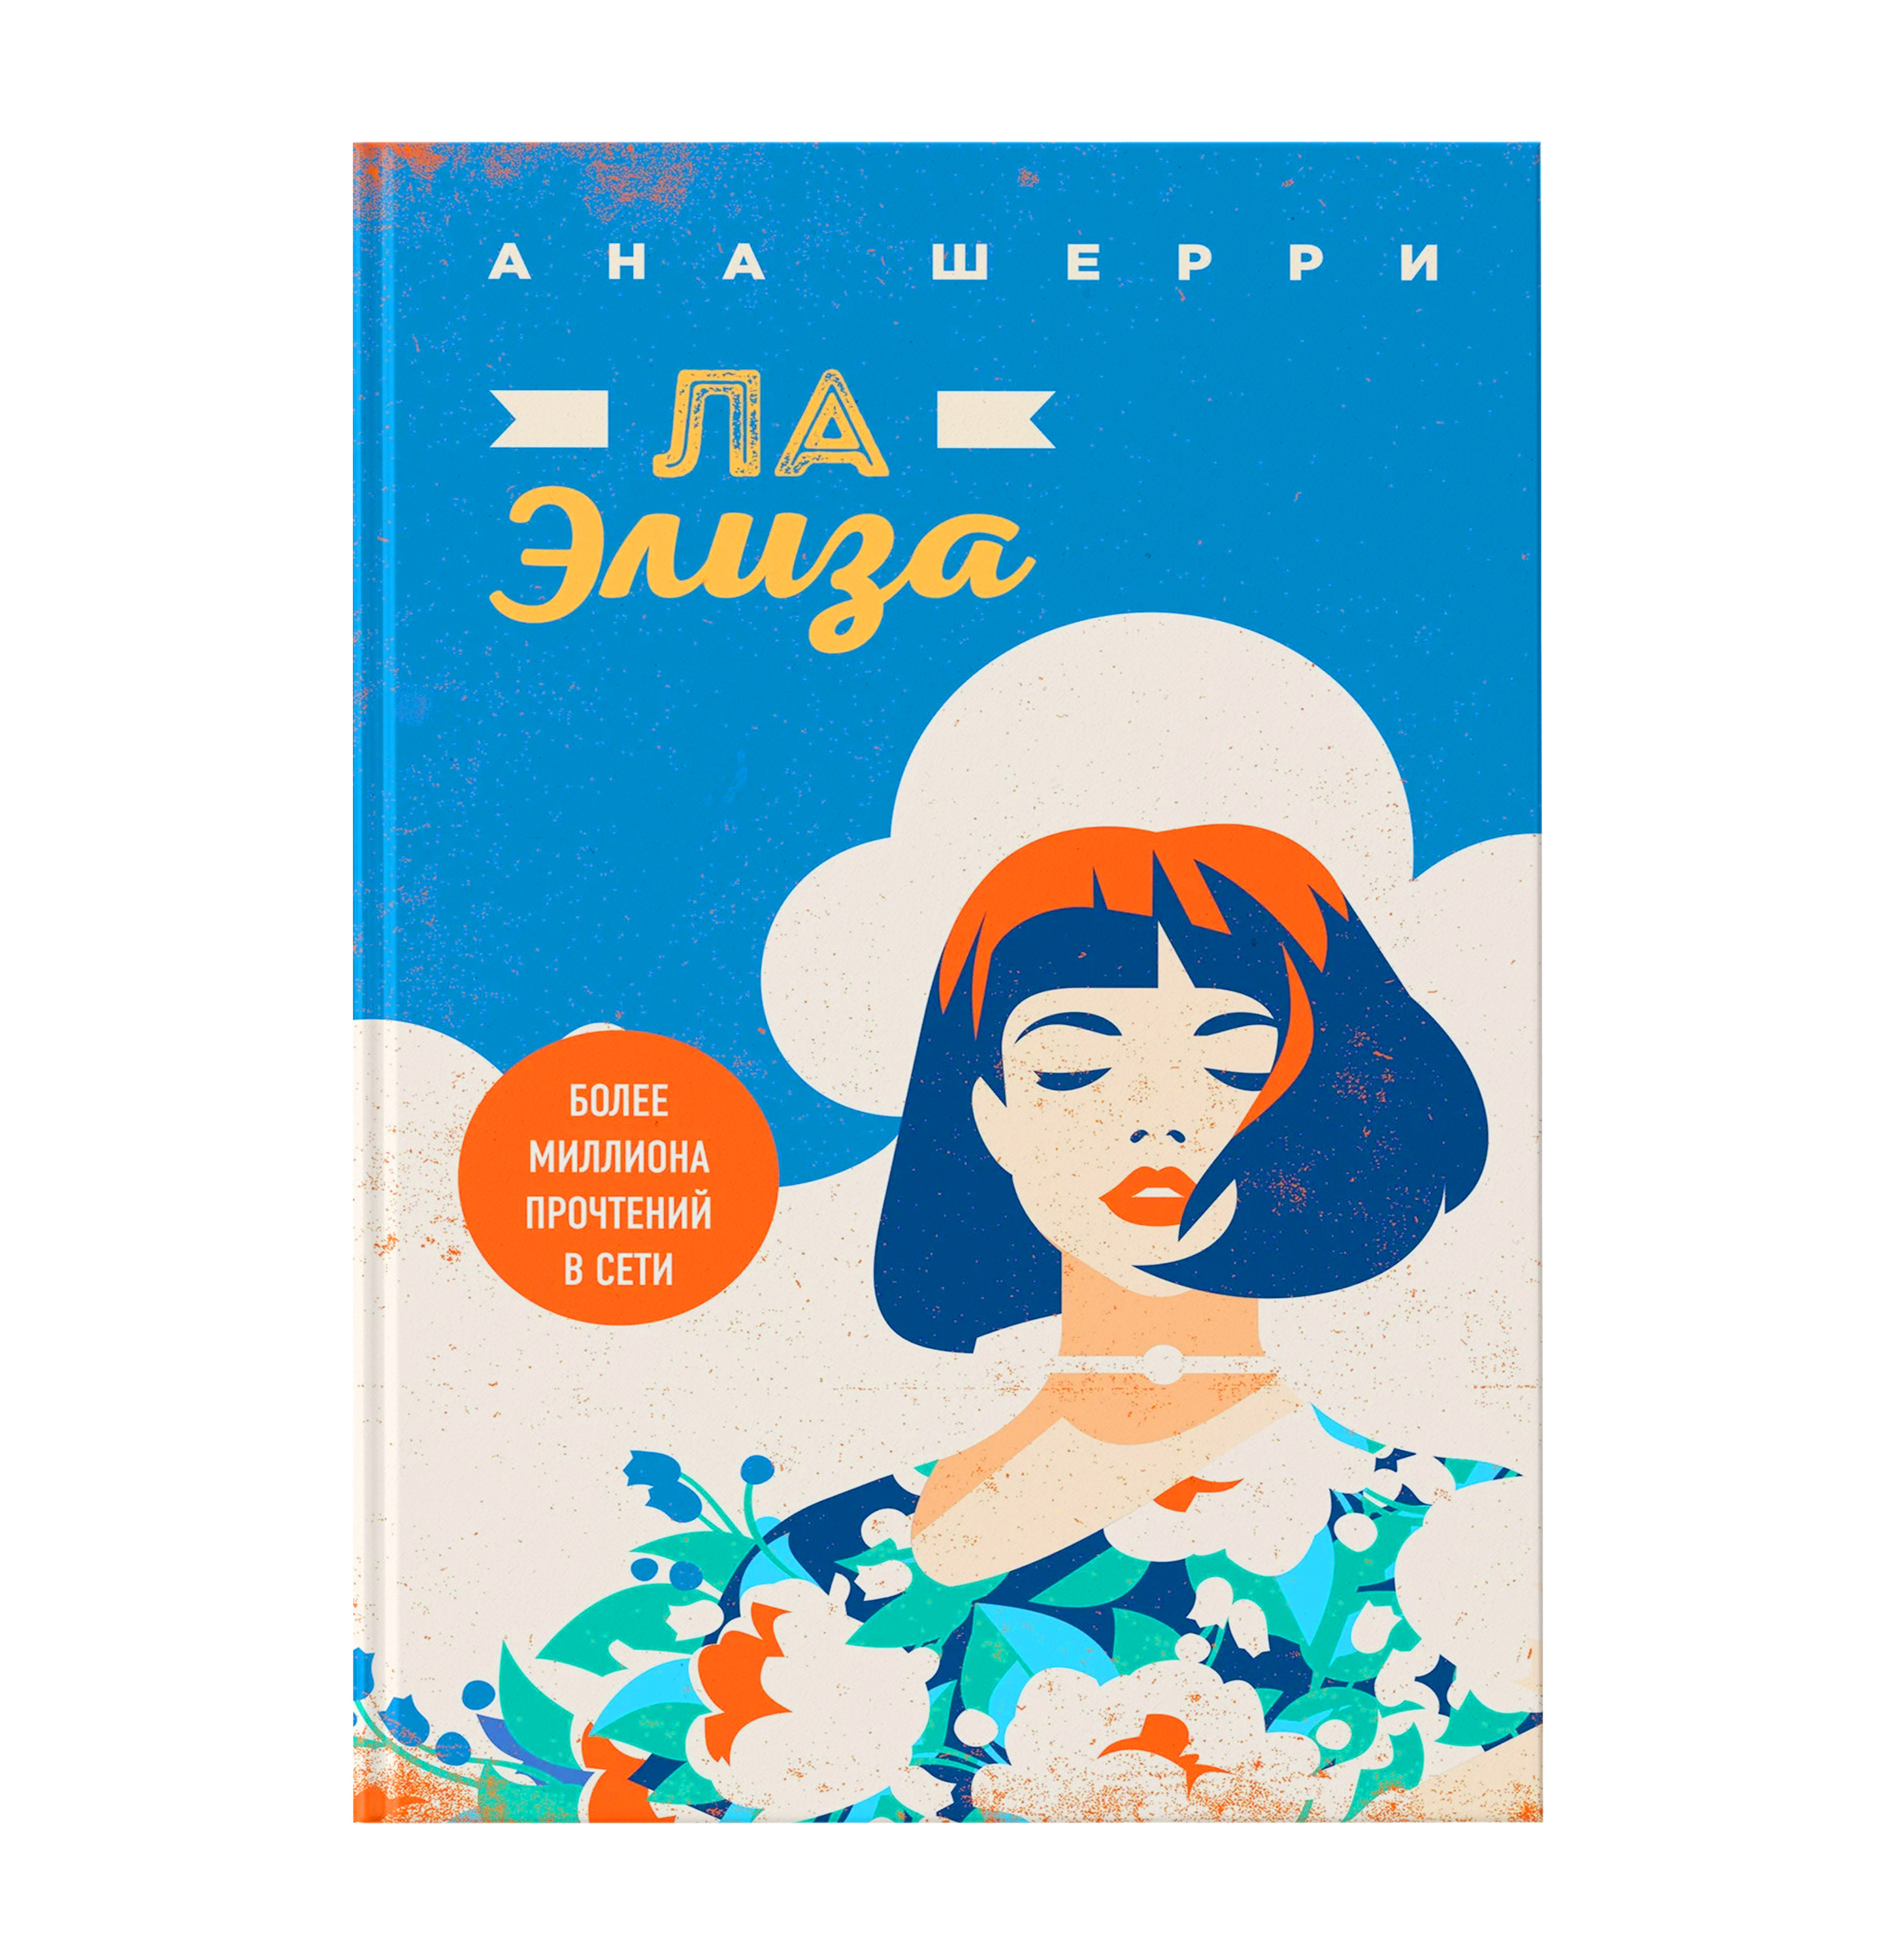 АНА ШЕРРИ
ЛА
Элиза
БОЛЕЕ
МИЛЛИОНА
ПРОЧТЕНИЙ
В СЕТИ